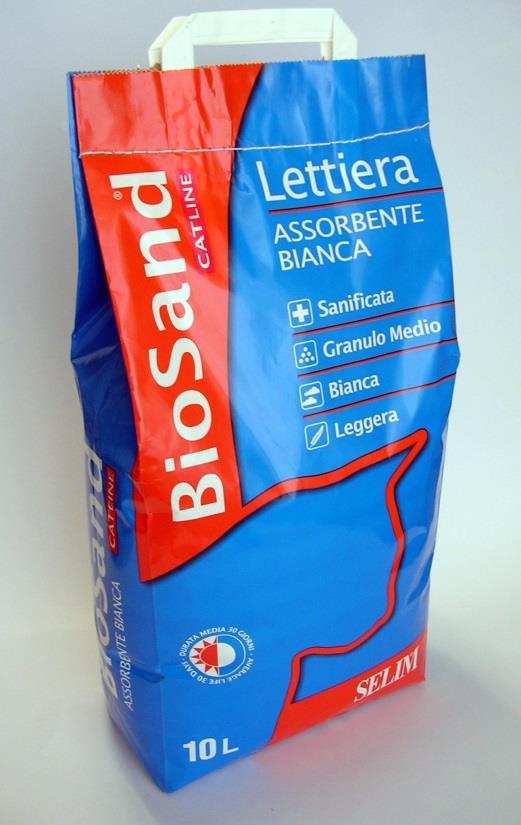 BioSand®
CATLINE
Lettiera
ASSORBENTE
BIANCA
Sanificata
Granulo Medio
Bianca
Leggera
DURATA MEDIA 30 GIORNI - AVERAGE LIFE 30 DAYS -
SELIM
10 L
BioSand
CATLINE
ASSORBENTE BIANCA